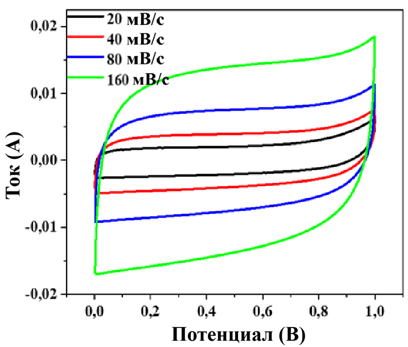 20 мВ/с
40 мВ/с
80 мВ/с
160 мВ/с
0,02
0,01
0,00
-0,01
-0,02
Ток (А)
0,0 0,2 0,4 0,6 0,8 1,0
Потенциал (В)